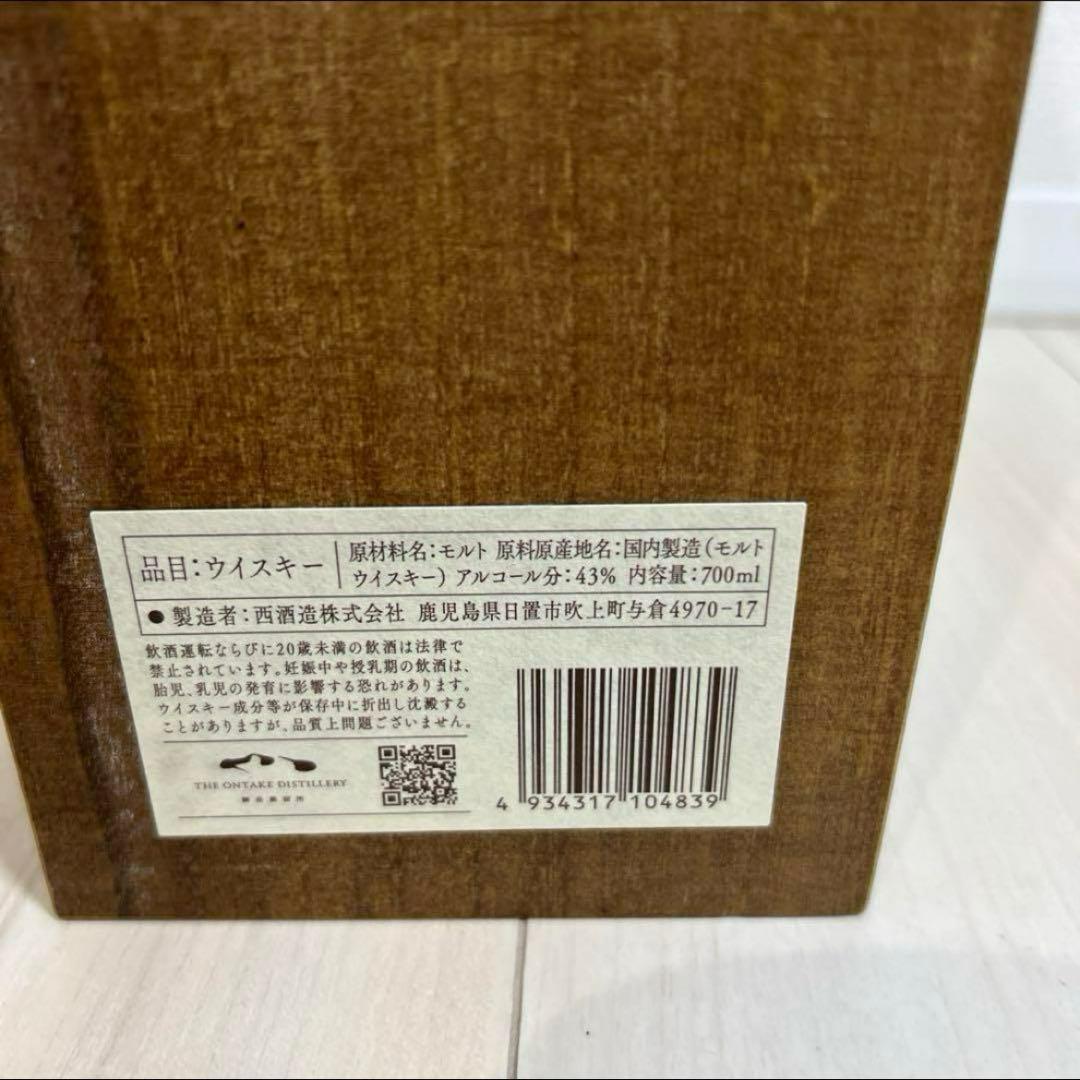 品目：ウイスキー
原材料名：モルト 原料原産地名：国内製造（モルト
ウイスキー） アルコール分：43% 内容量：700ml
● 製造者：西酒造株式会社 鹿児島県日置市吹上町与倉4970-17
飲酒運転ならびに20歳未満の飲酒は法律で
禁止されています。妊娠中や授乳期の飲酒は、
胎児、乳児の発育に影響する恐れがあります。
ウイスキー成分等が保存中に折出し沈澱する
ことがありますが、品質上問題ございません。
THE ONTAKE DISTILLERY
御岳蒸留所
4 934317 104839